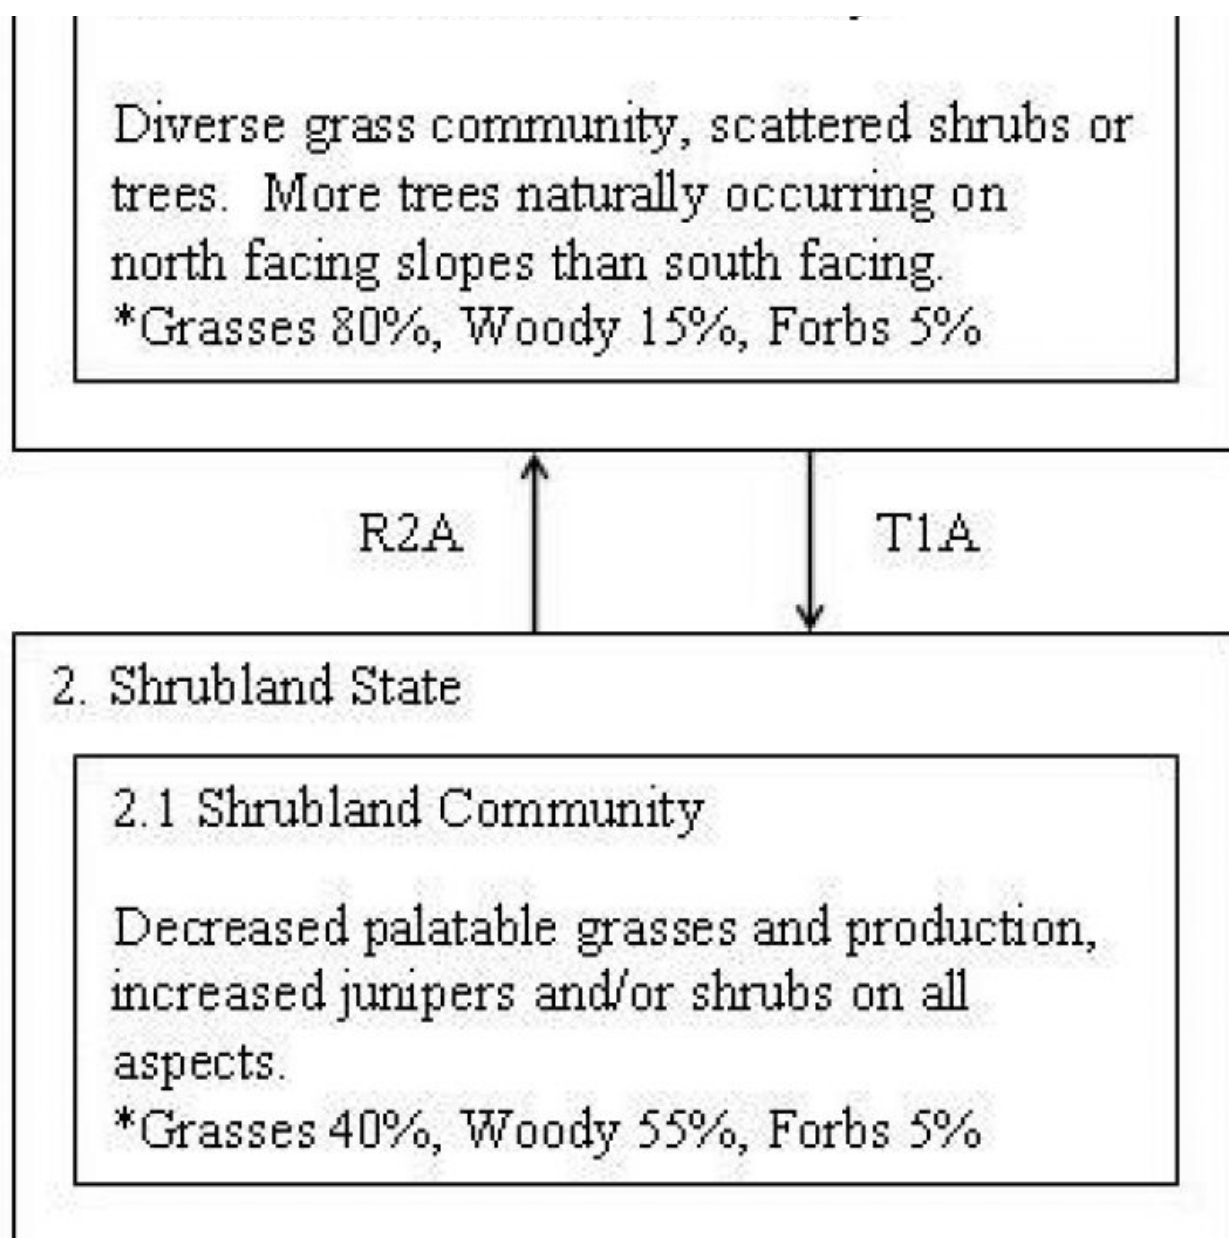 Diverse grass community, scattered shrubs or
trees. More trees naturally occurring on
north facing slopes than south facing.
*Grasses 80%, Woody 15%, Forbs 5%
R2A
T1A
2. Shrubland State
2.1 Shrubland Community
Decreased palatable grasses and production,
increased junipers and/or shrubs on all
aspects.
*Grasses 40%, Woody 55%, Forbs 5%